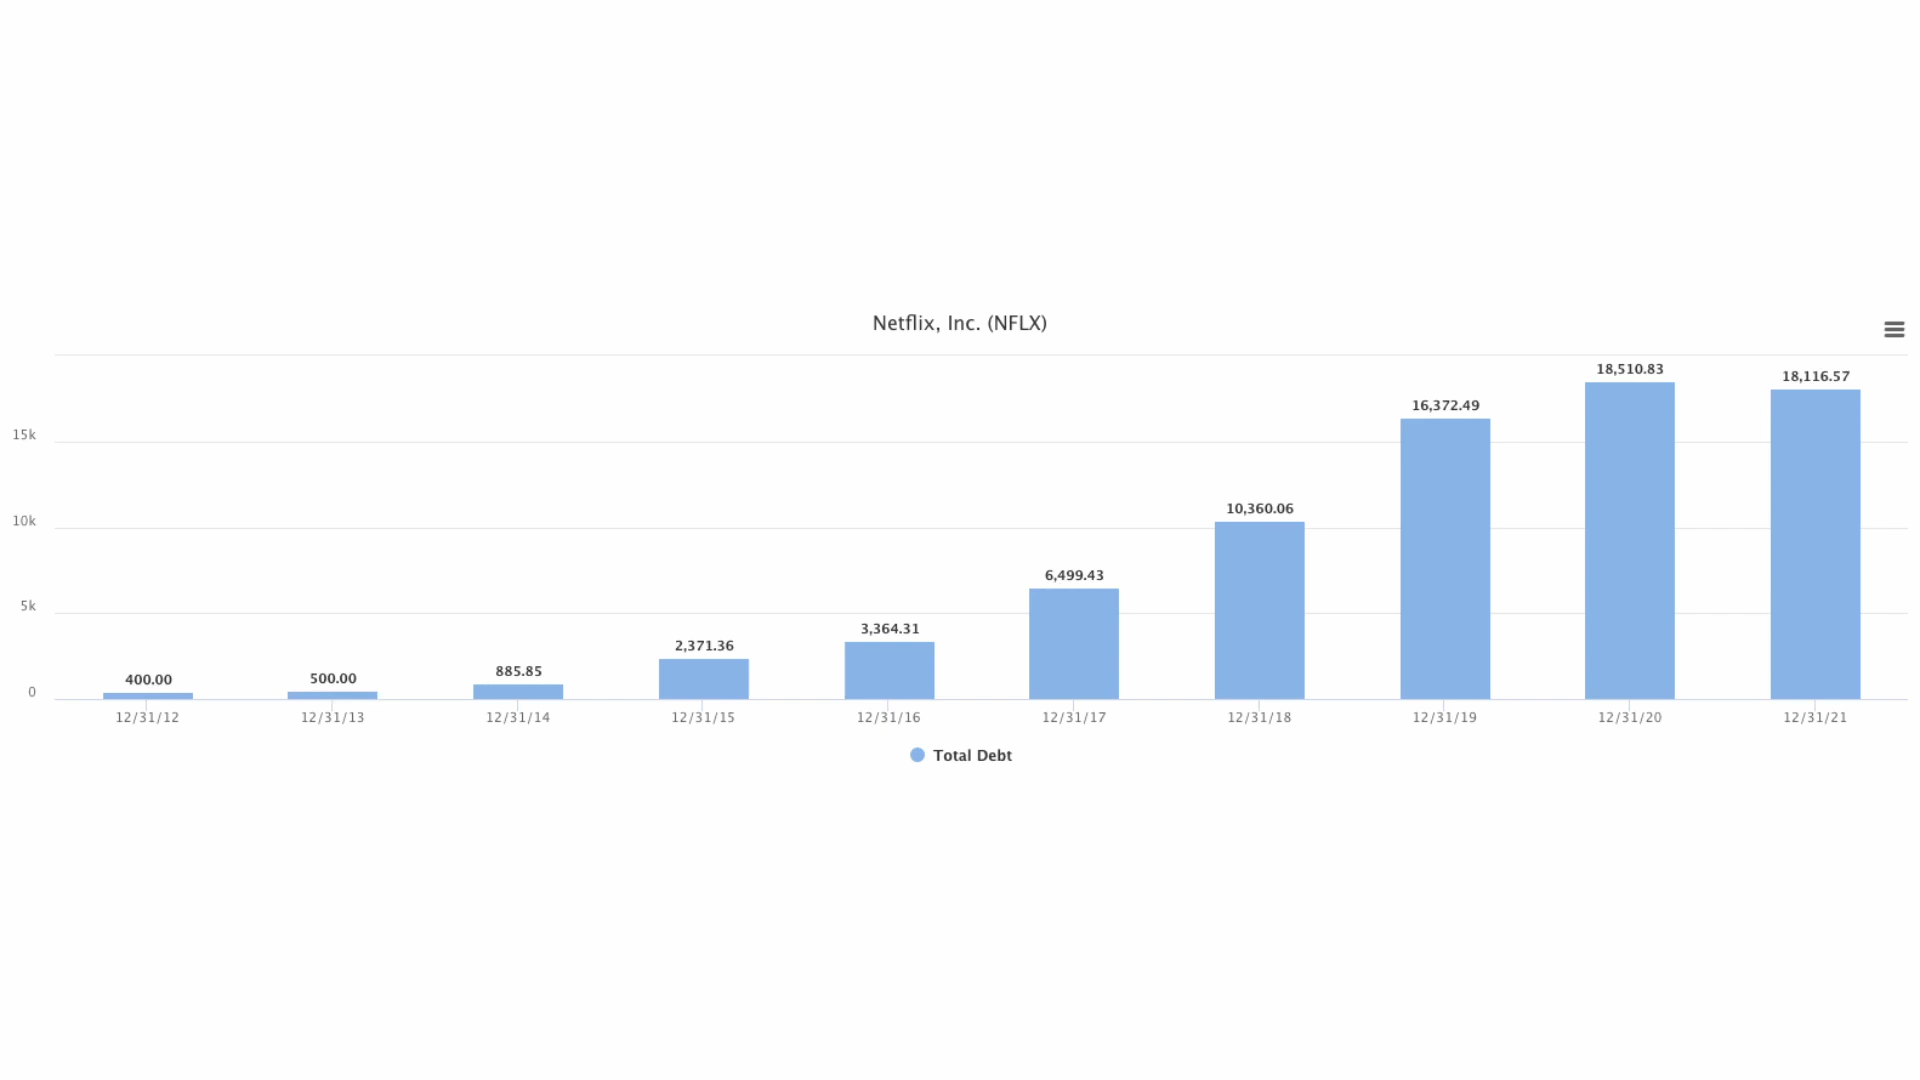 Netflix, Inc. (NFLX)
18,510.83
18,116.57
16,372.49
15k
10,360.06
10k
6,499.43
5k
3,364.31
2,371.36
885.85
500.00
400.00
0
12/31/12 12/31/13 12/31/14 12/31/15 12/31/16 12/31/17 12/31/18 12/31/19 12/31/20 12/31/21
Total Debt